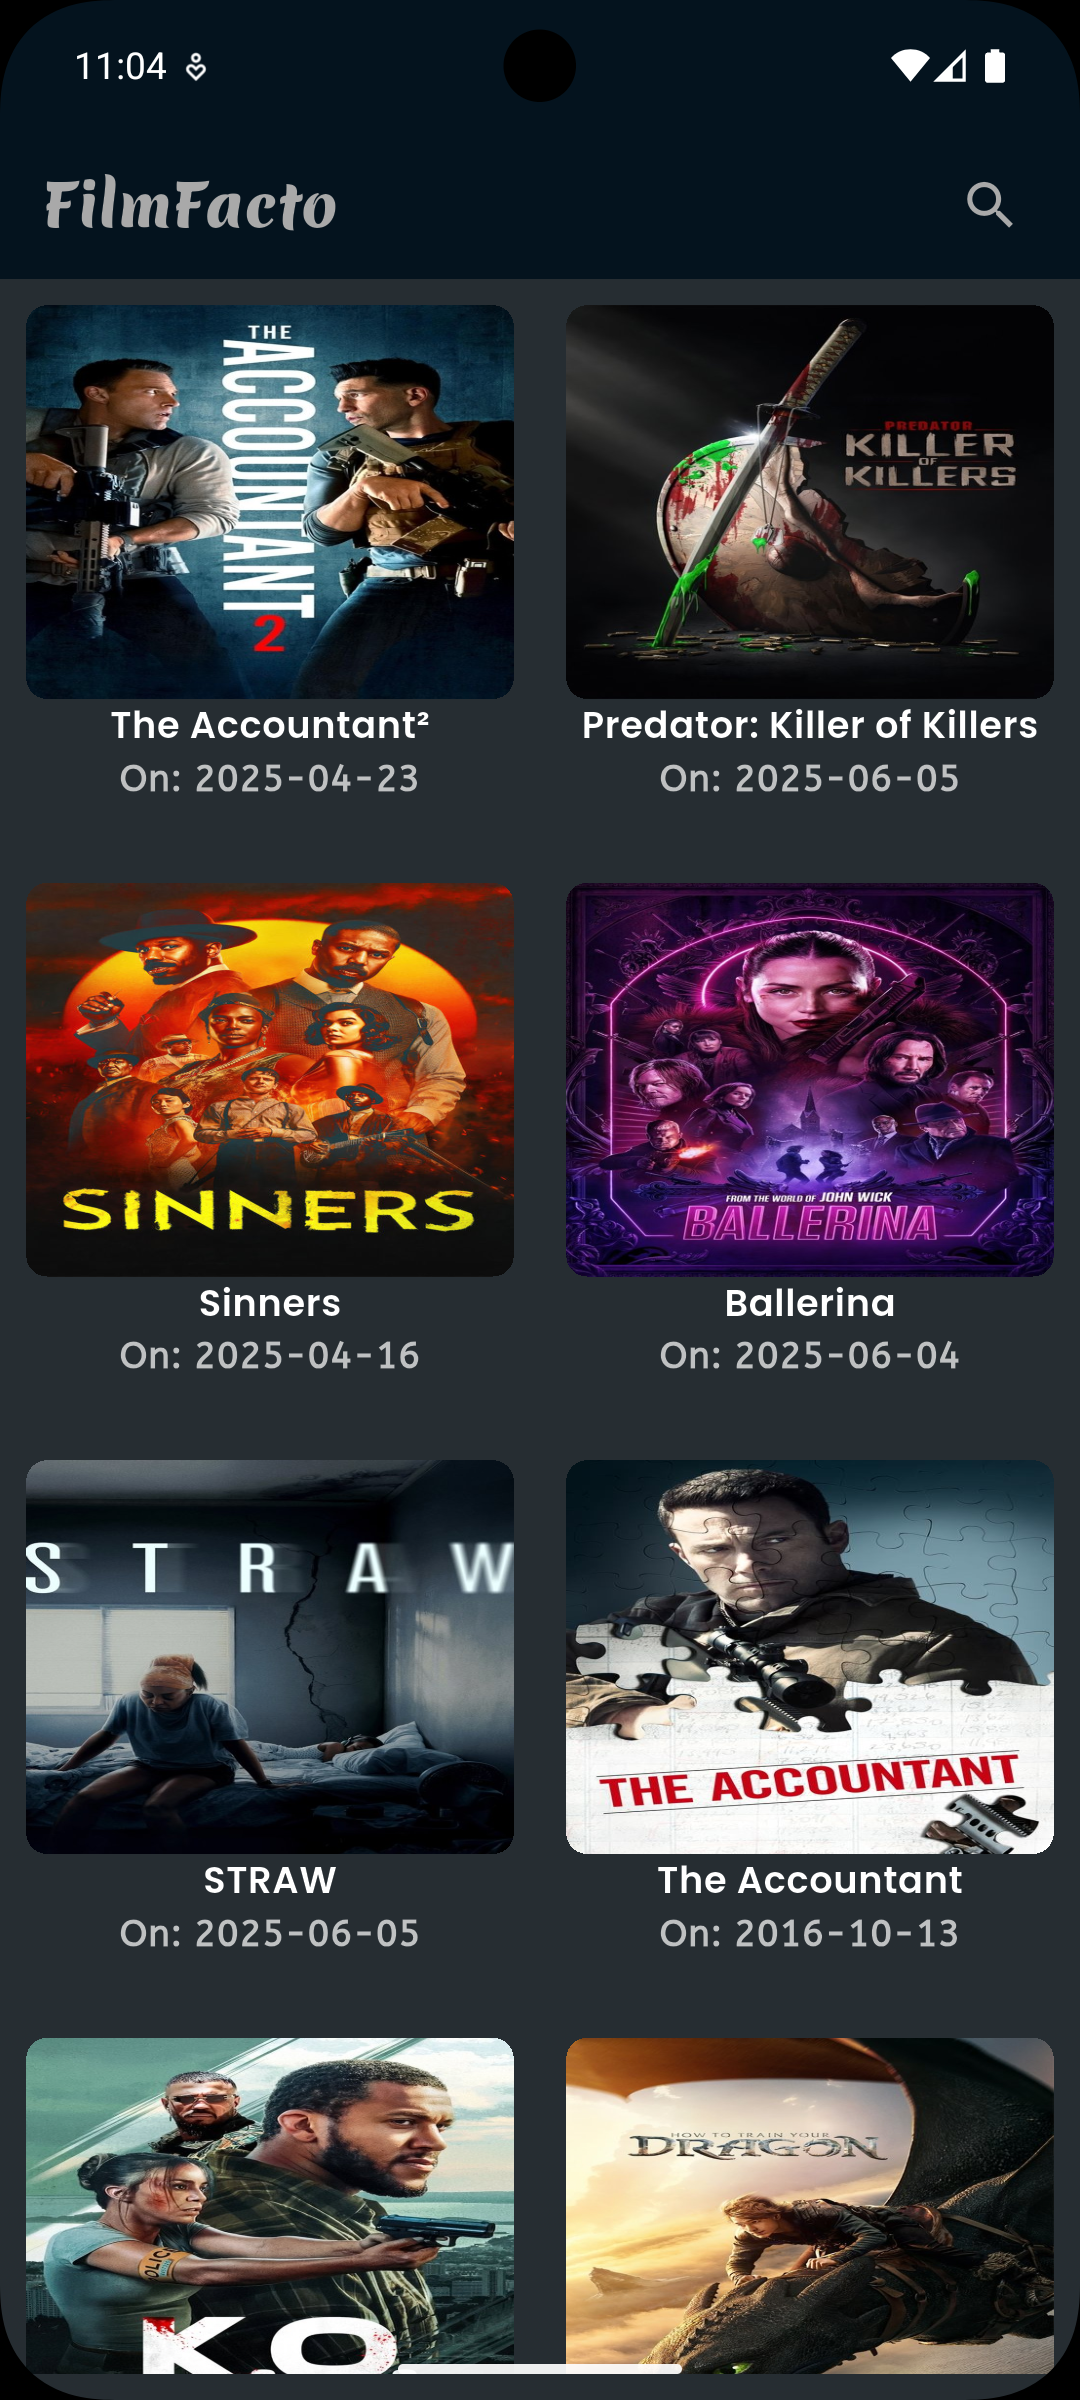 11:04
FilmFacto
THE
ACCOUNTANT
2
PREDATOR
KILLER
OF
KILLERS
The Accountant²
On: 2025-04-23
Predator: Killer of Killers
On: 2025-06-05
SINNERS
FROM THE WORLD OF JOHN WICK
BALLERINA
Sinners
On: 2025-04-16
Ballerina
On: 2025-06-04
STRAW
THE ACCOUNTANT
STRAW
On: 2025-06-05
The Accountant
On: 2016-10-13
HOW TO TRAIN YOUR
DRAGON
K.O